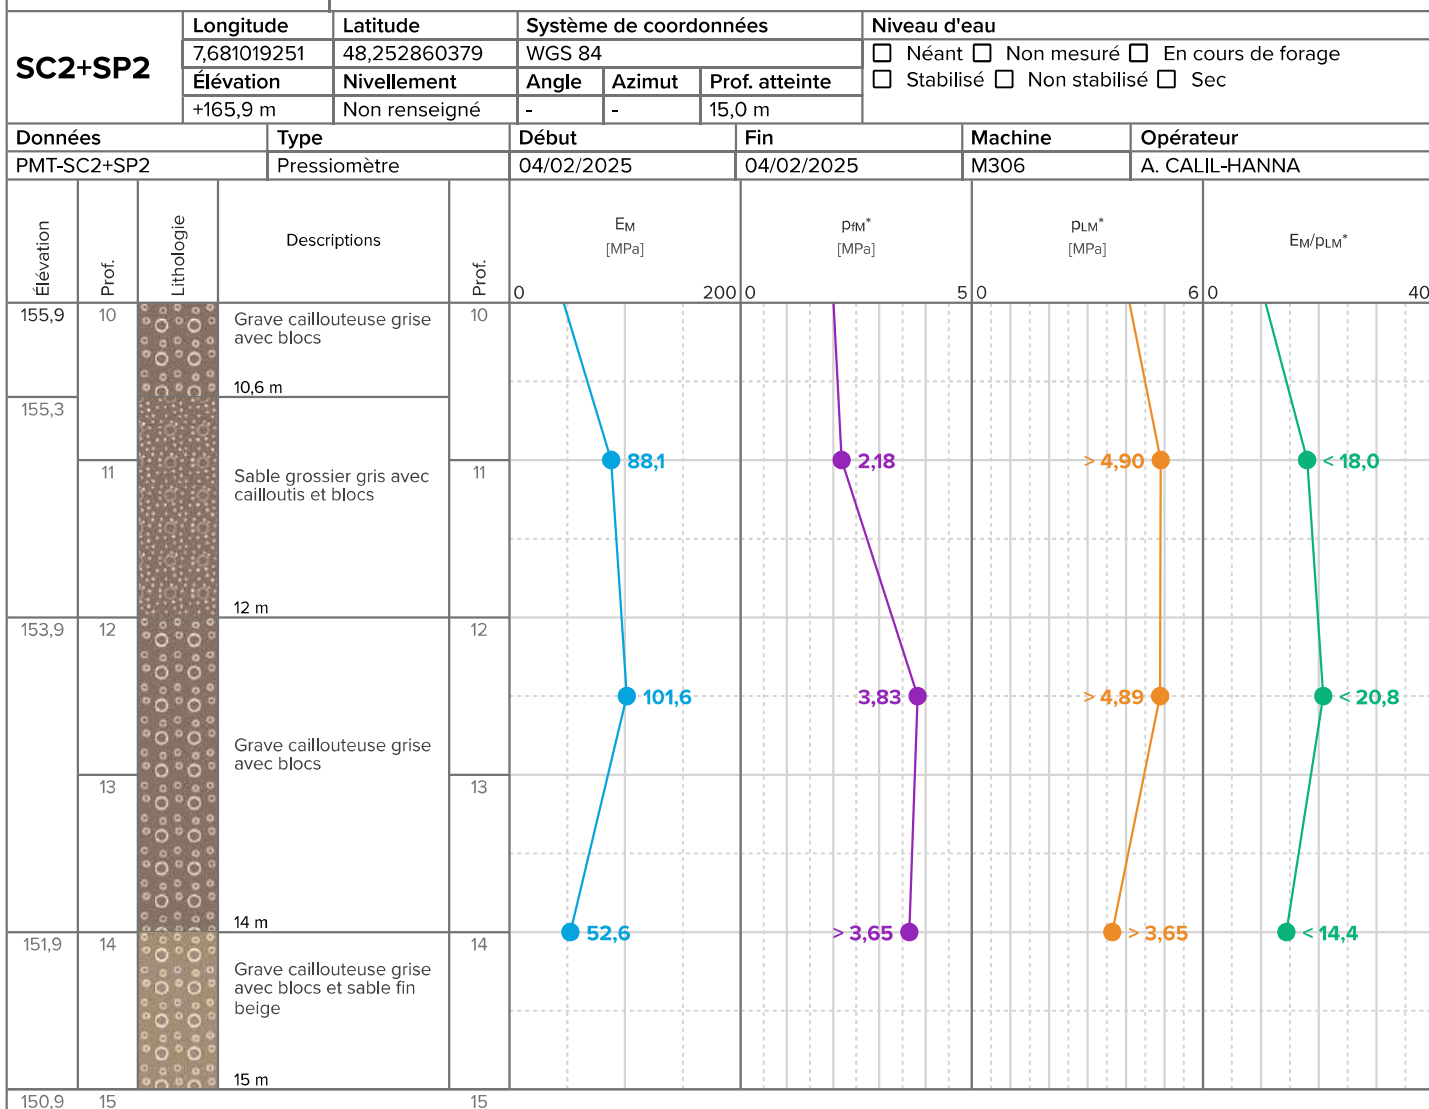 SC2+SP2
Longitude Latitude Système de coordonnées Niveau d'eau
7,681019251 48,252860379 WGS 84
Néant Non mesuré En cours de forage
Élévation Nivellement Angle Azimut Prof. atteinte
Stabilisé Non stabilisé Sec
+165,9 m Non renseigné - - 15,0 m
Données Type Début Fin Machine Opérateur
PMT-SC2+SP2 Pressiomètre 04/02/2025 04/02/2025 M306 A. CALIL-HANNA
Élévation Prof. Lithologie Descriptions Prof. EM pfM* pLM* EM/pLM*
[MPa] [MPa] [MPa]
0 200 0 5 0 6 0 40
155,9 10 Grave caillouteuse grise 10
avec blocs
10,6 m
155,3
88,1 2,18 > 4,90 < 18,0
11 Sable grossier gris avec 11
cailloutis et blocs
12 m
153,9 12 12
101,6 3,83 > 4,89 < 20,8
Grave caillouteuse grise
avec blocs
13 13
14 m
52,6 > 3,65 > 3,65 < 14,4
151,9 14 14
Grave caillouteuse grise
avec blocs et sable fin
beige
15 m
150,9 15 15